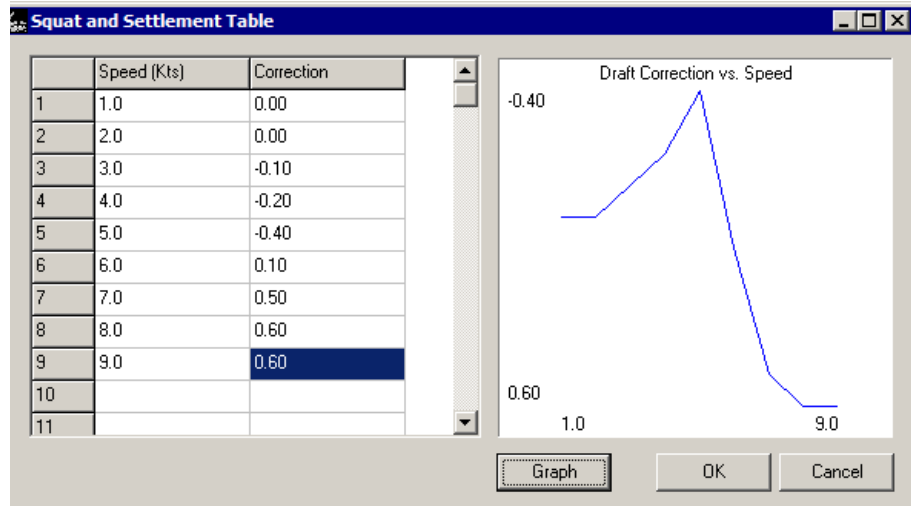 Squat and Settlement Table
Speed (Kts) Correction
1 1.0 0.00
2 2.0 0.00
3 3.0 -0.10
4 4.0 -0.20
5 5.0 -0.40
6 6.0 0.10
7 7.0 0.50
8 8.0 0.60
9 9.0 0.60
10
11
Draft Correction vs. Speed
-0.40
0.60
1.0 9.0
Graph OK Cancel